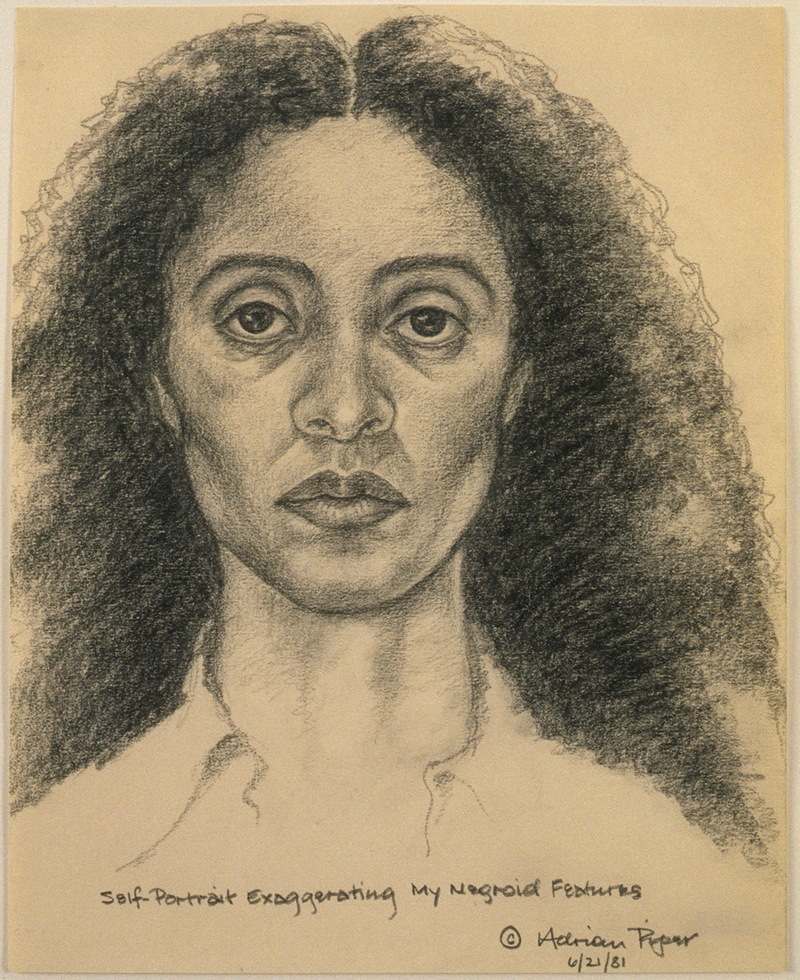 Self-Portrait Exaggerating My Negroid Features
© Adrian Piper
6/21/81